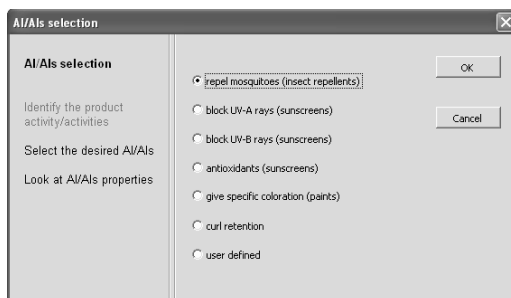 AI/AIs selection
AI/AIs selection
Identify the product
activity/activities
Select the desired AI/AIs
Look at AI/AIs properties
repel mosquitoes (insect repellents)
block UV-A rays (sunscreens)
block UV-B rays (sunscreens)
antioxidants (sunscreens)
give specific coloration (paints)
curl retention
user defined
OK
Cancel